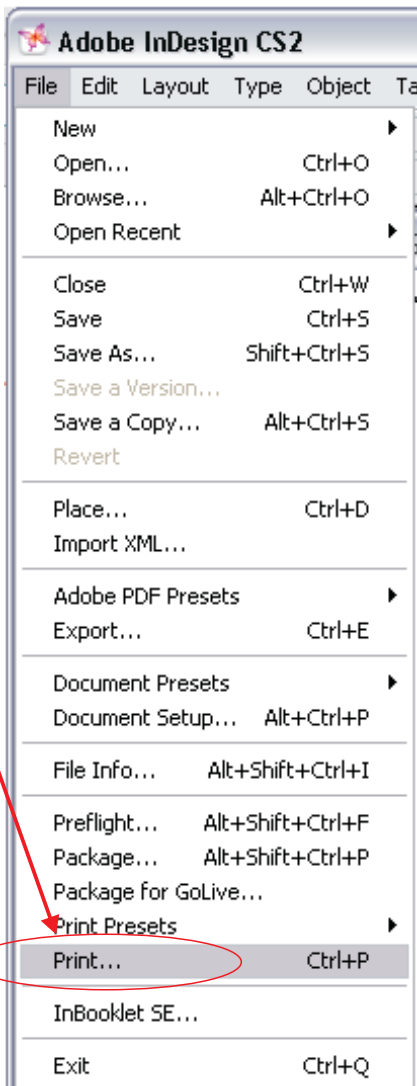 Adobe InDesign CS2
File Edit Layout Type Object Ta
New
Open... Ctrl+O
Browse... Alt+Ctrl+O
Open Recent
Close Ctrl+W
Save Ctrl+S
Save As... Shift+Ctrl+S
Save a Version...
Save a Copy... Alt+Ctrl+S
Revert
Place... Ctrl+D
Import XML...
Adobe PDF Presets
Export... Ctrl+E
Document Presets
Document Setup... Alt+Ctrl+P
File Info... Alt+Shift+Ctrl+I
Preflight... Alt+Shift+Ctrl+F
Package... Alt+Shift+Ctrl+P
Package for GoLive...
Print Presets
Print... Ctrl+P
InBooklet SE...
Exit Ctrl+Q